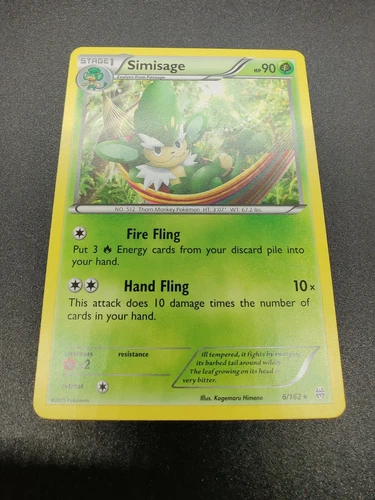 STAGE 1
Simisage
HP 90
Evolves from Pansage
NO. 512 Thorn Monkey Pokémon HT: 3'07" WT: 67.2 lbs.
Fire Fling
Put 3 Energy cards from your discard pile into
your hand.
Hand Fling 10×
This attack does 10 damage times the number of
cards in your hand.
weakness resistance
×2
retreat
Ill tempered, it fights by swinging
its barbed tail around wildly.
The leaf growing on its head is
very bitter.
©2015 Pokémon
Illus. Kagemaru Himeno
6/162